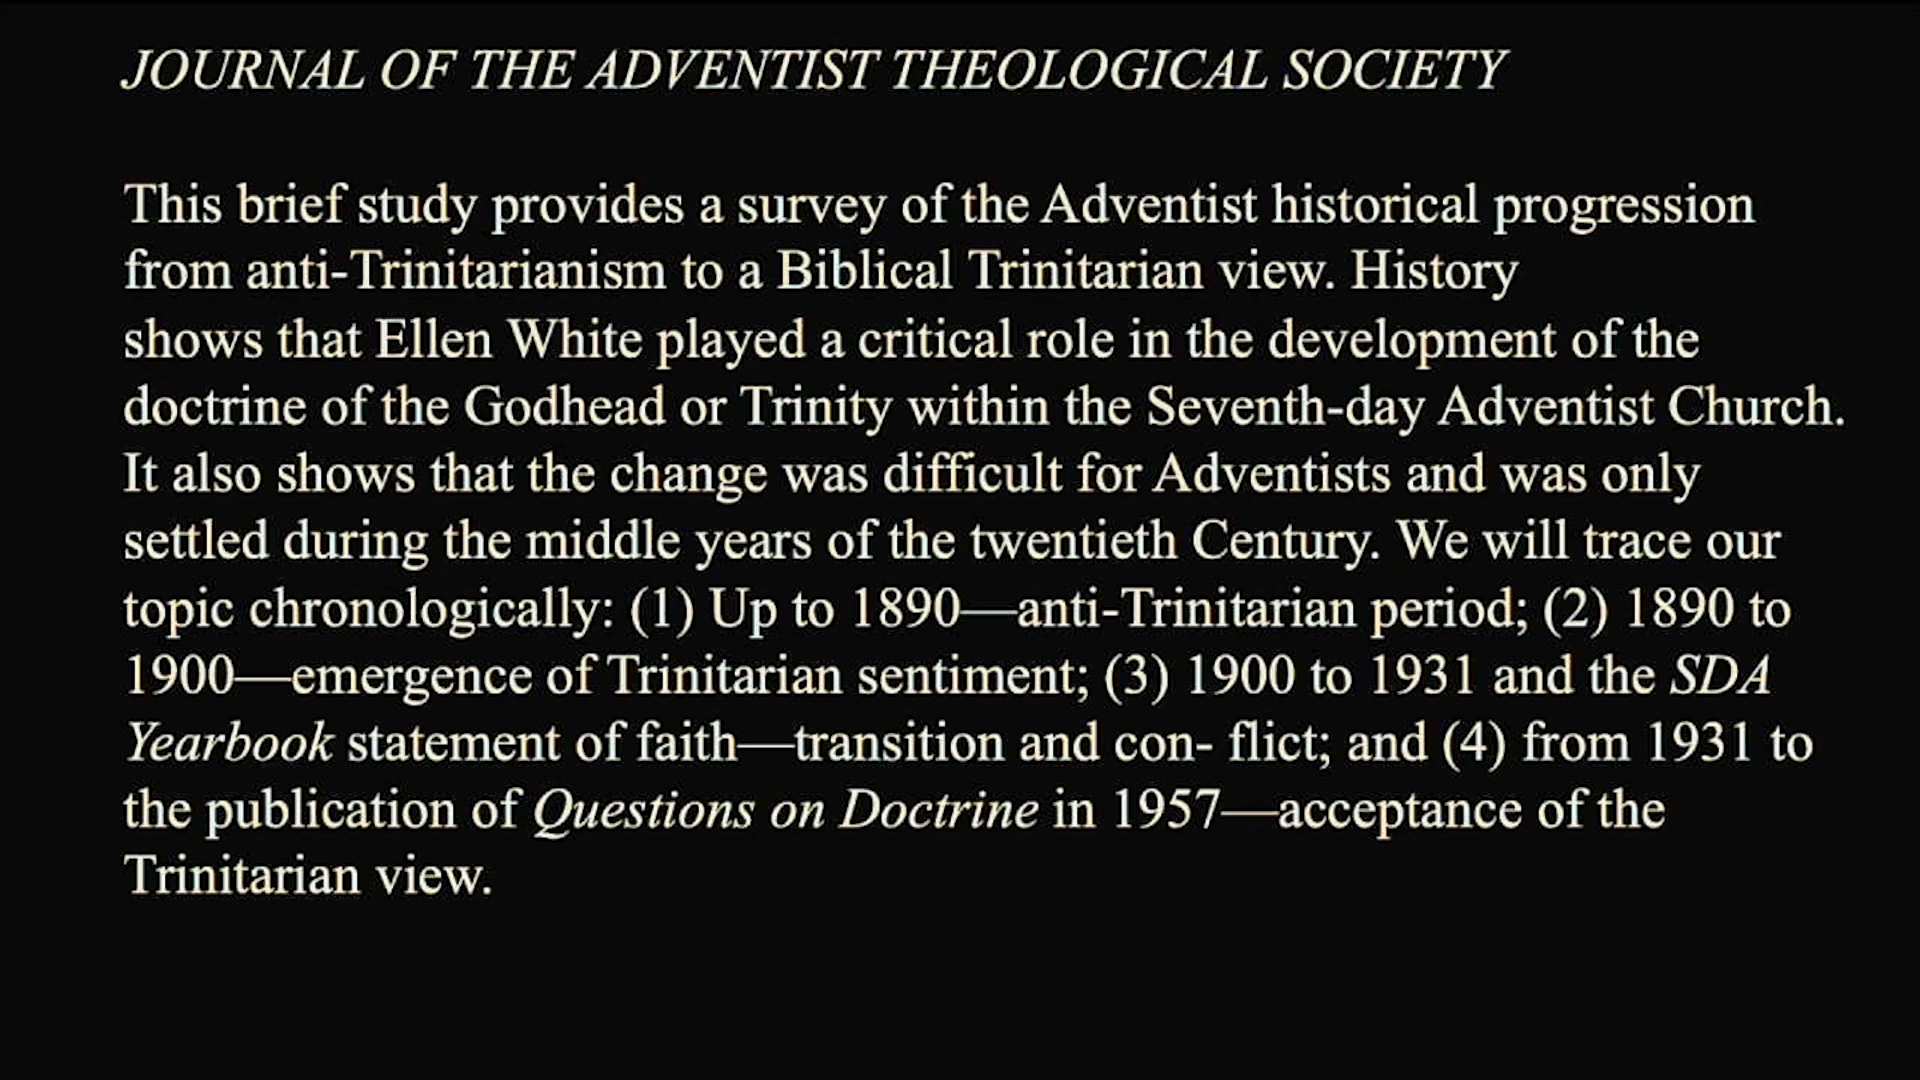 JOURNAL OF THE ADVENTIST THEOLOGICAL SOCIETY
This brief study provides a survey of the Adventist historical progression
from anti-Trinitarianism to a Biblical Trinitarian view. History
shows that Ellen White played a critical role in the development of the
doctrine of the Godhead or Trinity within the Seventh-day Adventist Church.
It also shows that the change was difficult for Adventists and was only
settled during the middle years of the twentieth Century. We will trace our
topic chronologically: (1) Up to 1890—anti-Trinitarian period; (2) 1890 to
1900—emergence of Trinitarian sentiment; (3) 1900 to 1931 and the SDA
Yearbook statement of faith—transition and con- flict; and (4) from 1931 to
the publication of Questions on Doctrine in 1957—acceptance of the
Trinitarian view.